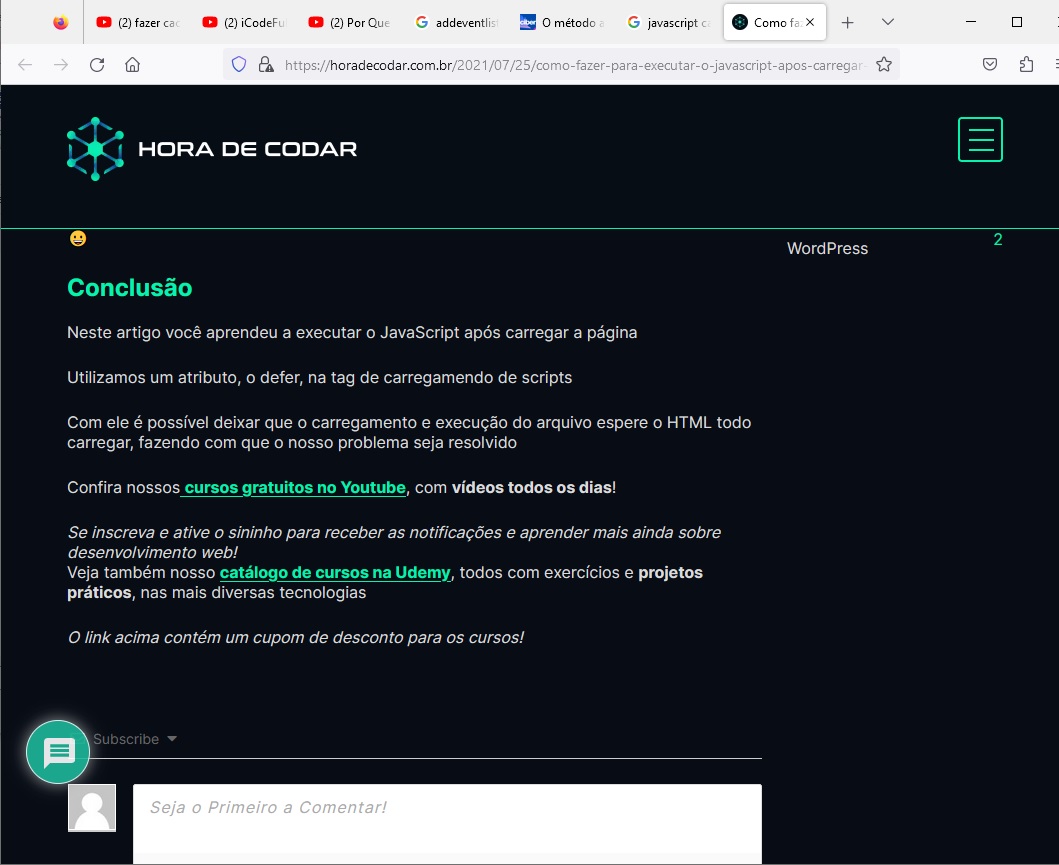 (2) fazer cac
(2) iCodeFu
(2) Por Que
addeventlis
O método a
javascript c
Como fa
https://horadecodar.com.br/2021/07/25/como-fazer-para-executar-o-javascript-apos-carregar-
HORA DE CODAR
WordPress
2
Conclusão
Neste artigo você aprendeu a executar o JavaScript após carregar a página
Utilizamos um atributo, o defer, na tag de carregamendo de scripts
Com ele é possível deixar que o carregamento e execução do arquivo espere o HTML todo
carregar, fazendo com que o nosso problema seja resolvido
Confira nossos cursos gratuitos no Youtube, com vídeos todos os dias!
Se inscreva e ative o sininho para receber as notificações e aprender mais ainda sobre
desenvolvimento web!
Veja também nosso catálogo de cursos na Udemy, todos com exercícios e projetos
práticos, nas mais diversas tecnologias
O link acima contém um cupom de desconto para os cursos!
Subscribe
Seja o Primeiro a Comentar!